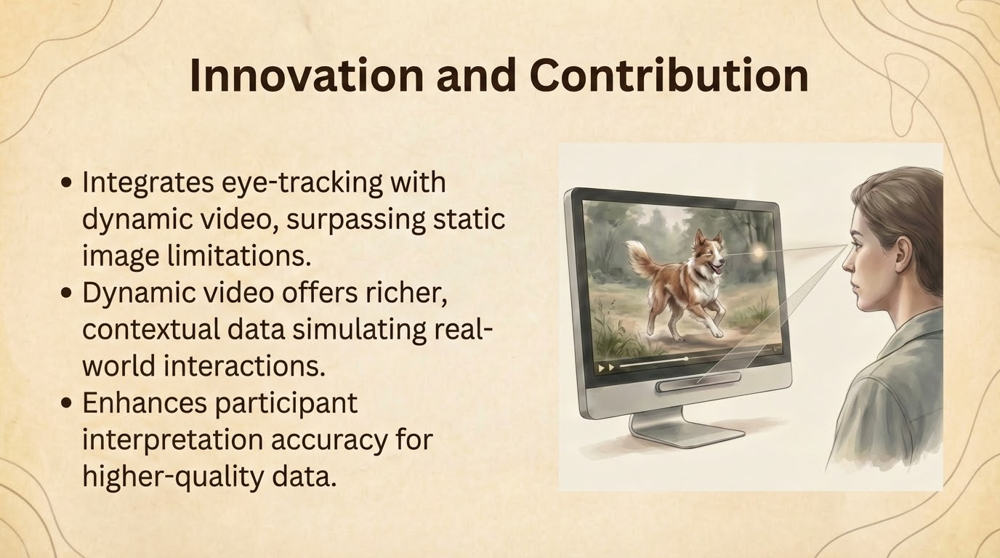 Innovation and Contribution
• Integrates eye-tracking with
dynamic video, surpassing static
image limitations.
• Dynamic video offers richer,
contextual data simulating real-
world interactions.
• Enhances participant
interpretation accuracy for
higher-quality data.